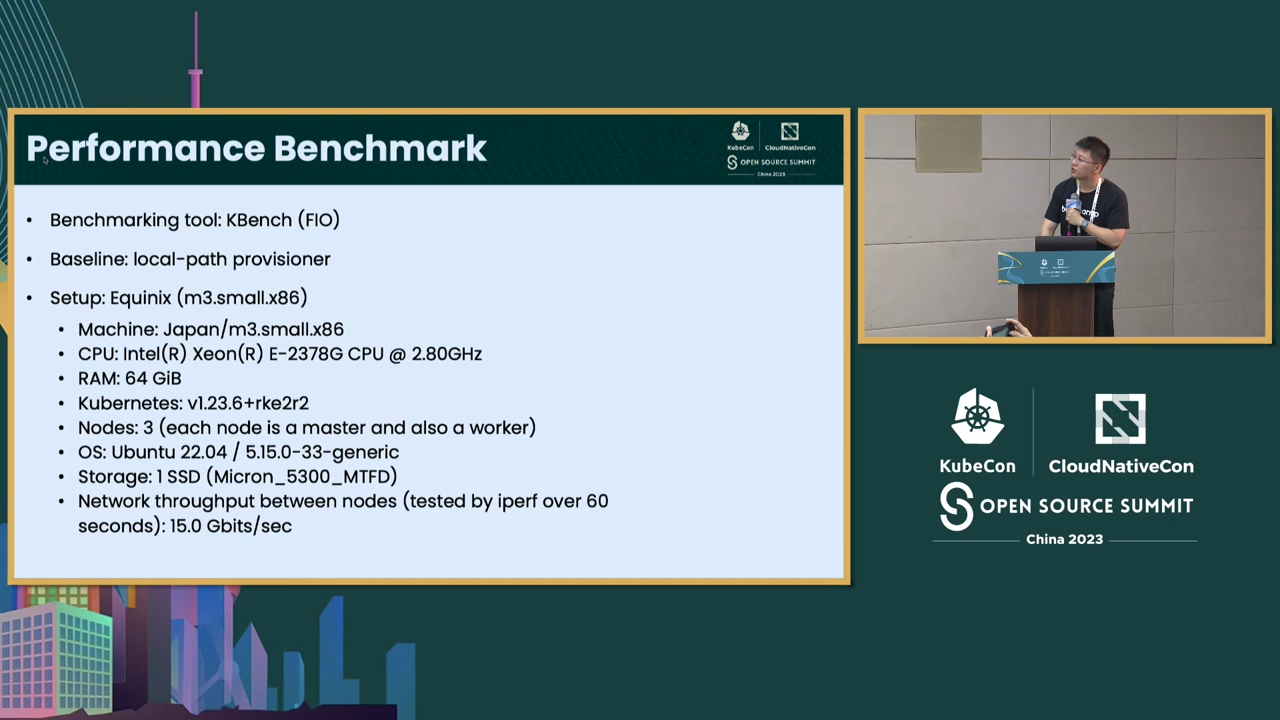 Performance Benchmark
KubeCon
CloudNativeCon
OPEN SOURCE SUMMIT
China 2023
• Benchmarking tool: KBench (FIO)
• Baseline: local-path provisioner
• Setup: Equinix (m3.small.x86)
• Machine: Japan/m3.small.x86
• CPU: Intel(R) Xeon(R) E-2378G CPU @ 2.80GHz
• RAM: 64 GiB
• Kubernetes: v1.23.6+rke2r2
• Nodes: 3 (each node is a master and also a worker)
• OS: Ubuntu 22.04 / 5.15.0-33-generic
• Storage: 1 SSD (Micron_5300_MTFD)
• Network throughput between nodes (tested by iperf over 60
seconds): 15.0 Gbits/sec
KubeCon
CloudNativeCon
OPEN SOURCE SUMMIT
China 2023